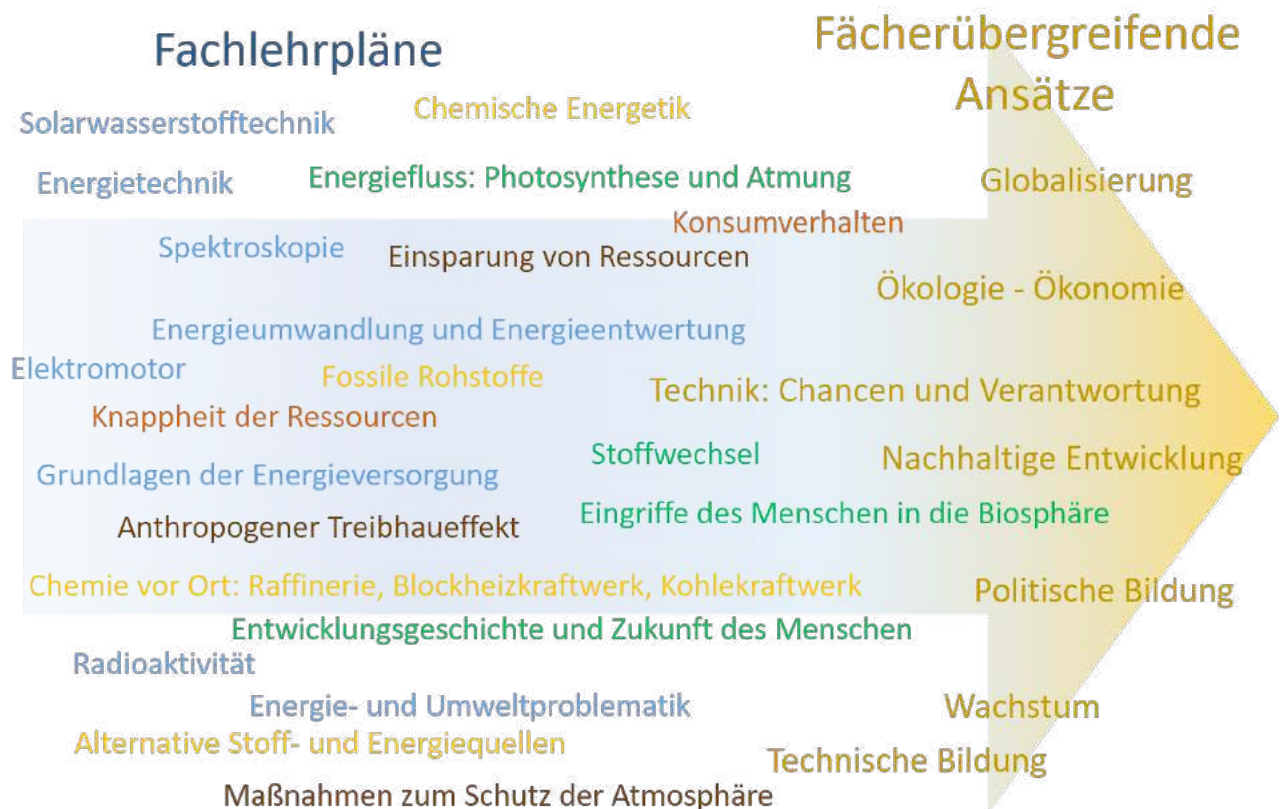 Fachlehrpläne
Fächerübergreifende
Ansätze
Solarwasserstofftechnik
Chemische Energetik
Energietechnik
Energiefluss: Photosynthese und Atmung
Globalisierung
Konsumverhalten
Spektroskopie
Einsparung von Ressourcen
Ökologie - Ökonomie
Energieumwandlung und Energieentwertung
Elektromotor
Fossile Rohstoffe
Technik: Chancen und Verantwortung
Knappheit der Ressourcen
Stoffwechsel
Nachhaltige Entwicklung
Grundlagen der Energieversorgung
Anthropogener Treibhaueffekt
Eingriffe des Menschen in die Biosphäre
Chemie vor Ort: Raffinerie, Blockheizkraftwerk, Kohlekraftwerk
Politische Bildung
Entwicklungsgeschichte und Zukunft des Menschen
Radioaktivität
Energie- und Umweltproblematik
Wachstum
Alternative Stoff- und Energiequellen
Technische Bildung
Maßnahmen zum Schutz der Atmosphäre